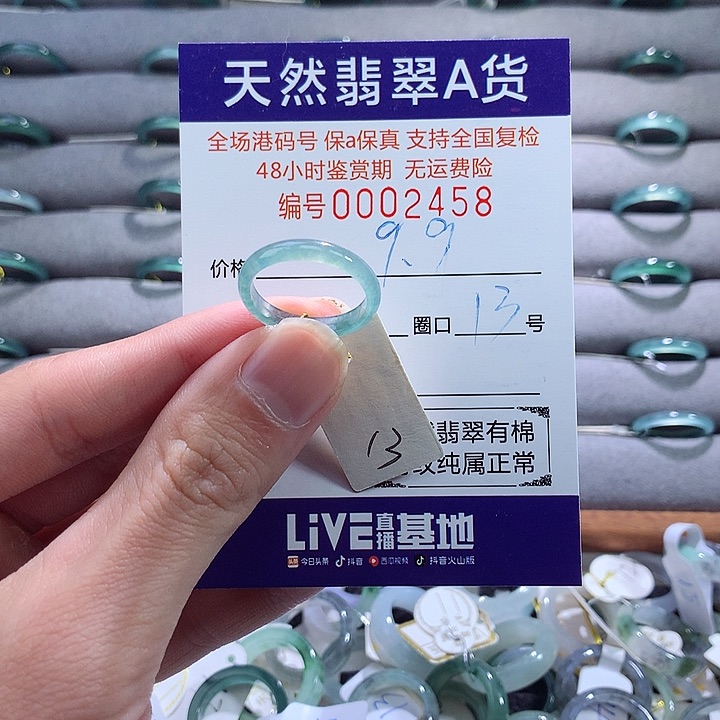 天然翡翠A货
全场港码号 保a保真 支持全国复检
48小时鉴赏期 无运费险
编号0002458
价格 9.9
圈口 13 号
翡翠有棉
纹纯属正常
13
LiVE直播基地
头条 今日头条 抖音 西瓜视频 抖音火山版